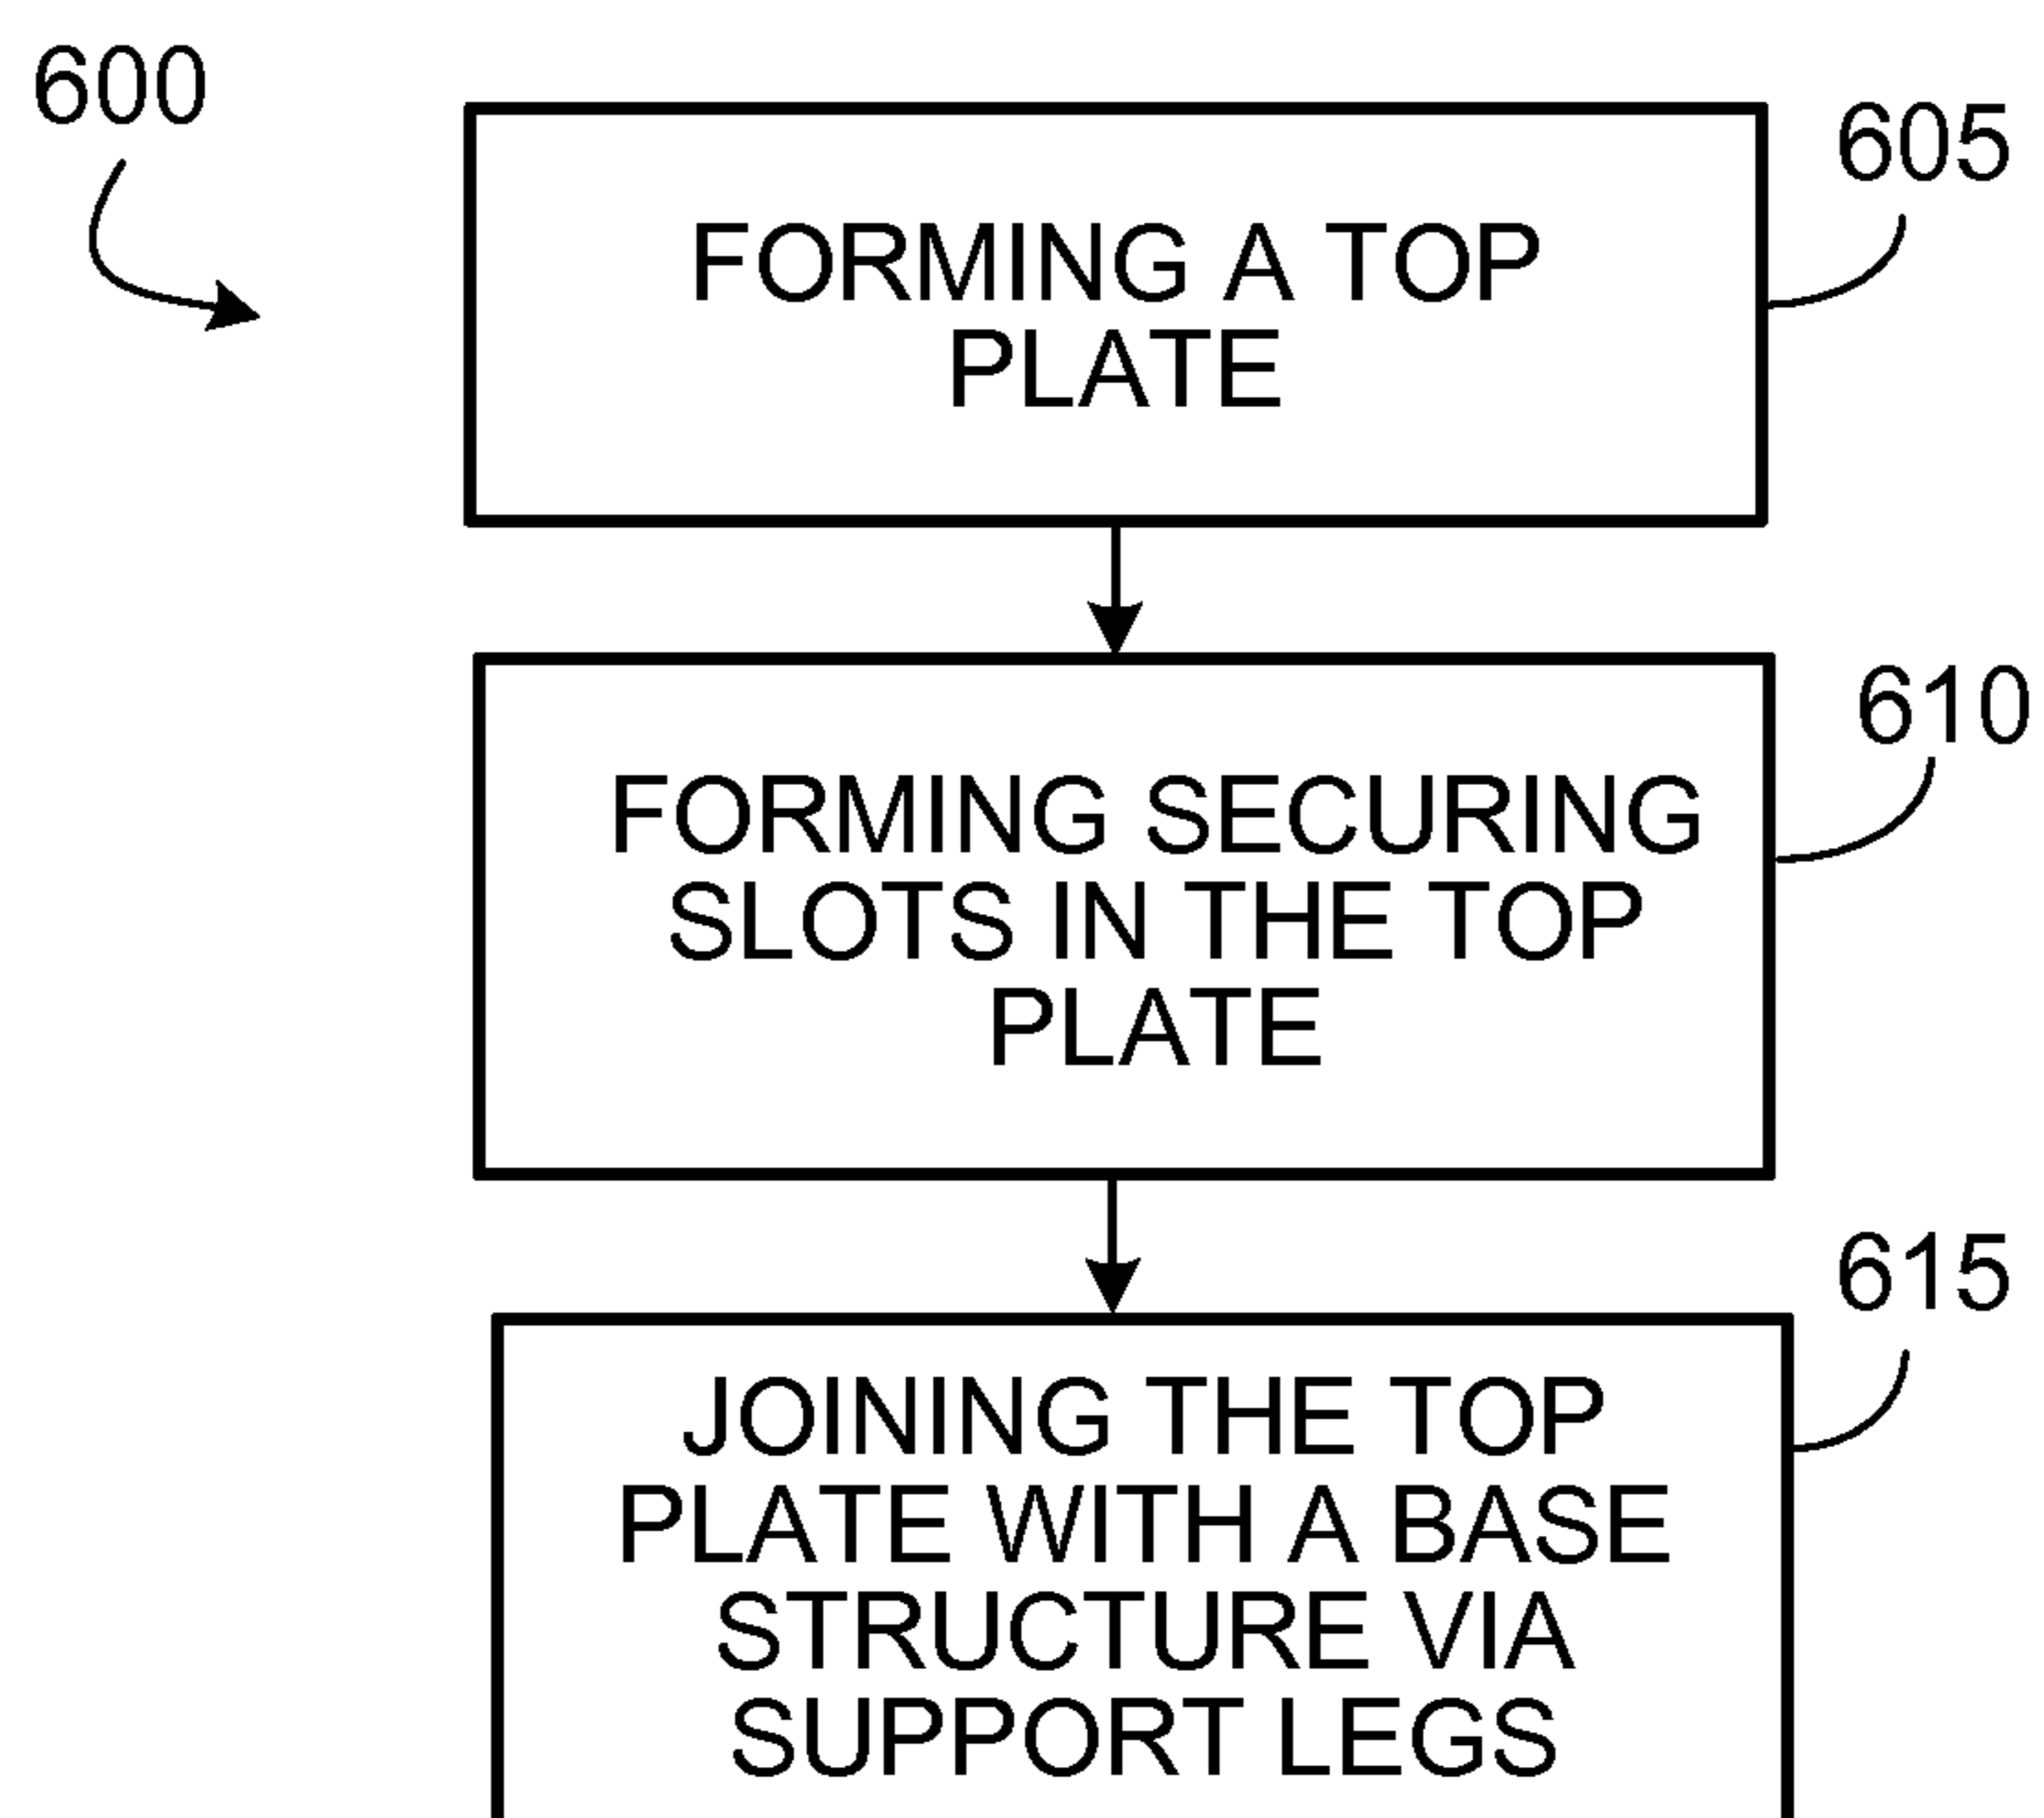 600
605
FORMING A TOP
PLATE
610
FORMING SECURING
SLOTS IN THE TOP
PLATE
615
JOINING THE TOP
PLATE WITH A BASE
STRUCTURE VIA
SUPPORT LEGS